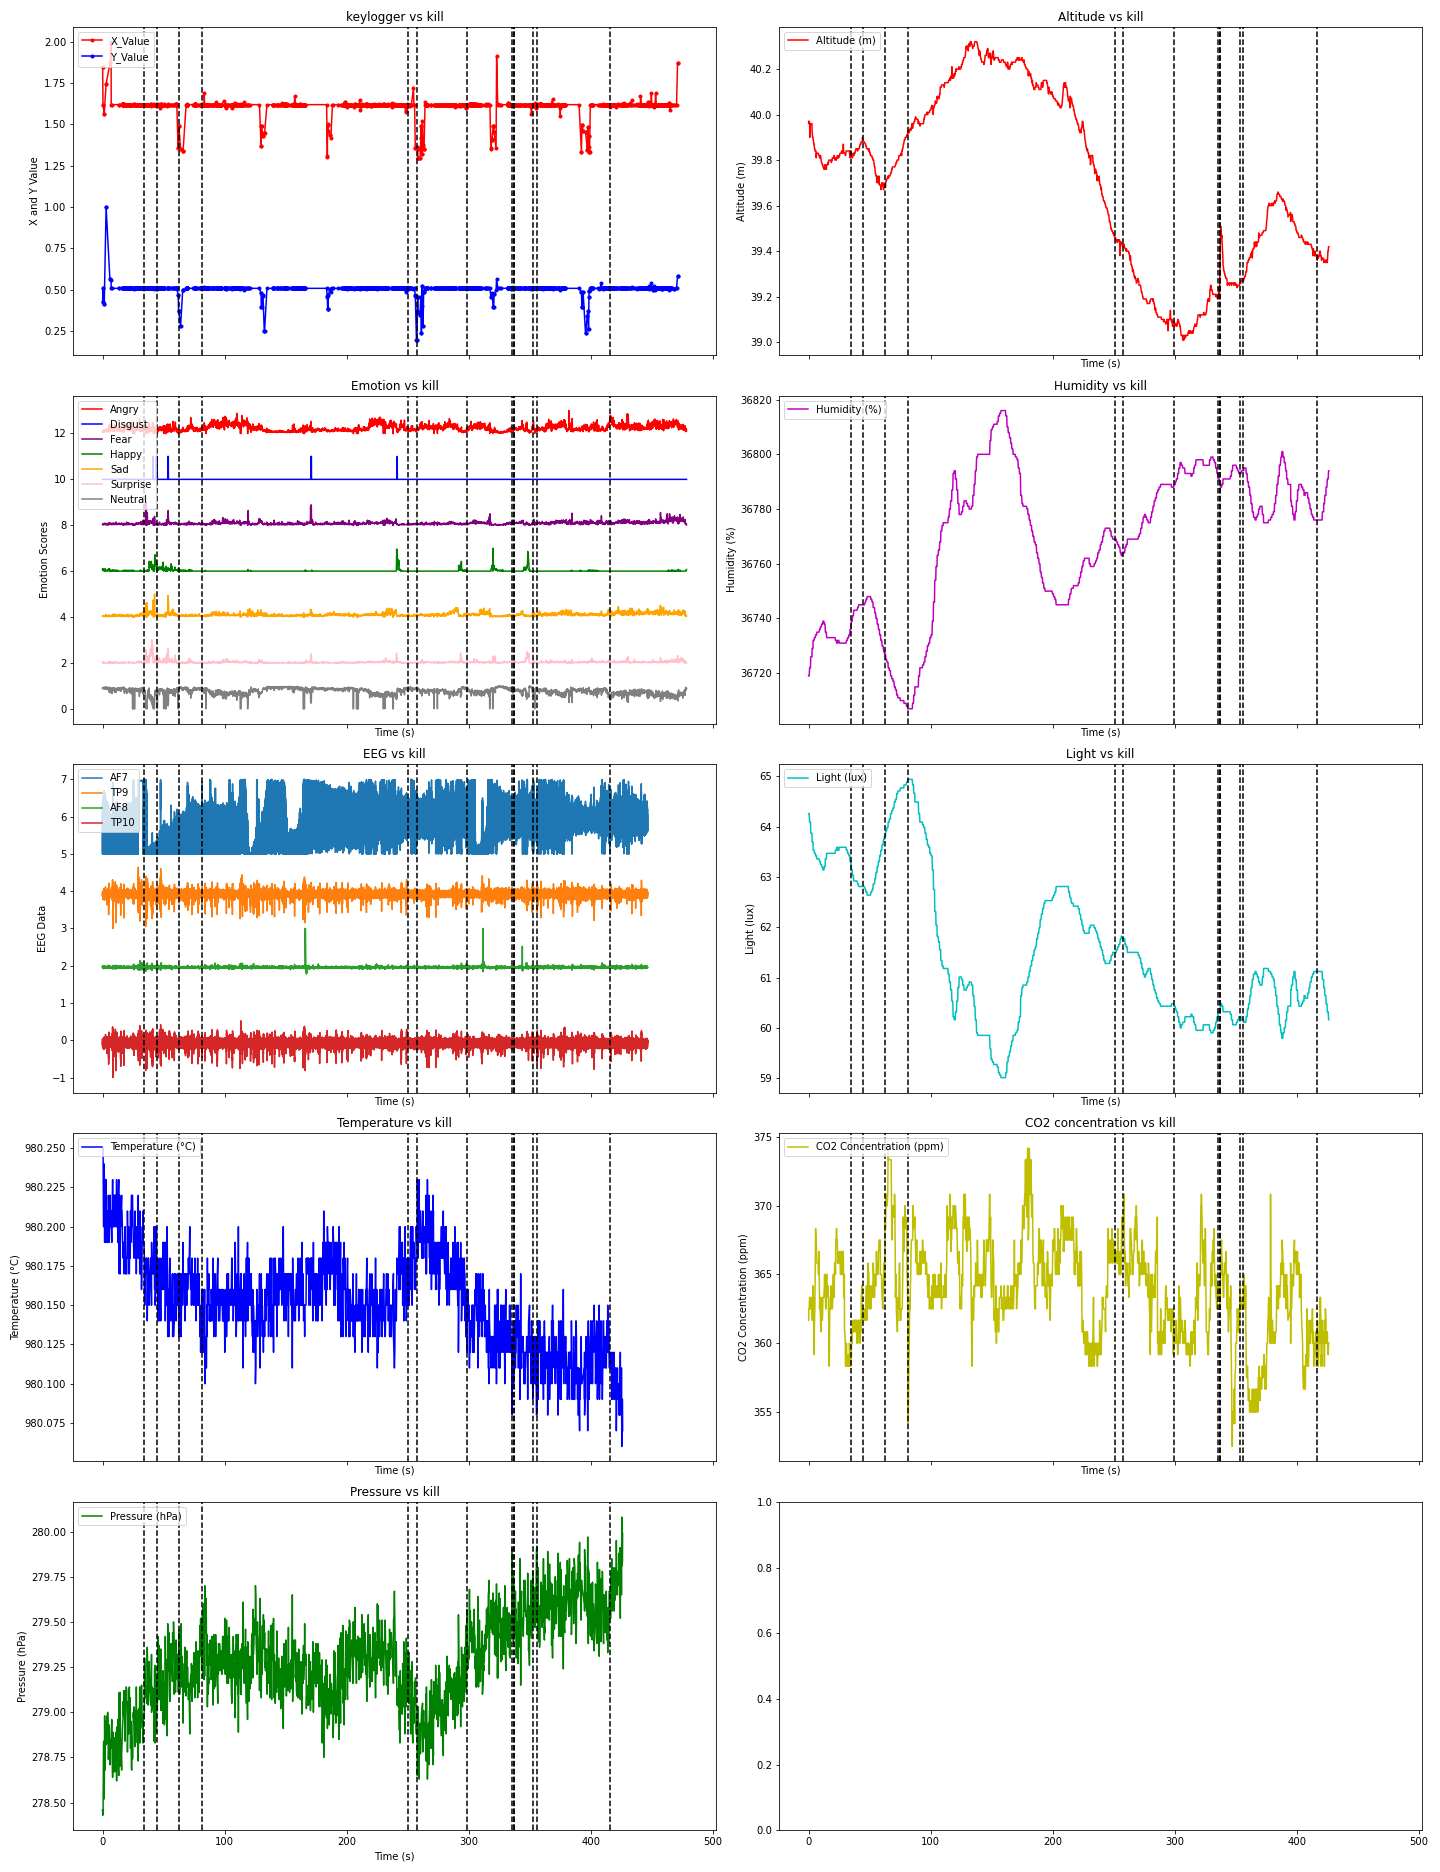 keylogger vs kill
X_Value
Y_Value
X and Y Value
2.00
1.75
1.50
1.25
1.00
0.75
0.50
0.25
Altitude vs kill
Altitude (m)
Altitude (m)
40.2
40.0
39.8
39.6
39.4
39.2
39.0
Time (s)
Emotion vs kill
Angry
Disgust
Fear
Happy
Sad
Surprise
Neutral
Emotion Scores
12
10
8
6
4
2
0
Time (s)
Humidity vs kill
Humidity (%)
Humidity (%)
36820
36800
36780
36760
36740
36720
Time (s)
EEG vs kill
AF7
TP9
AF8
TP10
EEG Data
7
6
5
4
3
2
1
0
−1
Time (s)
Light vs kill
Light (lux)
Light (lux)
65
64
63
62
61
60
59
Time (s)
Temperature vs kill
Temperature (°C)
Temperature (°C)
980.250
980.225
980.200
980.175
980.150
980.125
980.100
980.075
Time (s)
CO2 concentration vs kill
CO2 Concentration (ppm)
CO2 Concentration (ppm)
375
370
365
360
355
Time (s)
Pressure vs kill
Pressure (hPa)
Pressure (hPa)
280.00
279.75
279.50
279.25
279.00
278.75
278.50
0 100 200 300 400 500
Time (s)
1.0
0.8
0.6
0.4
0.2
0.0
0 100 200 300 400 500